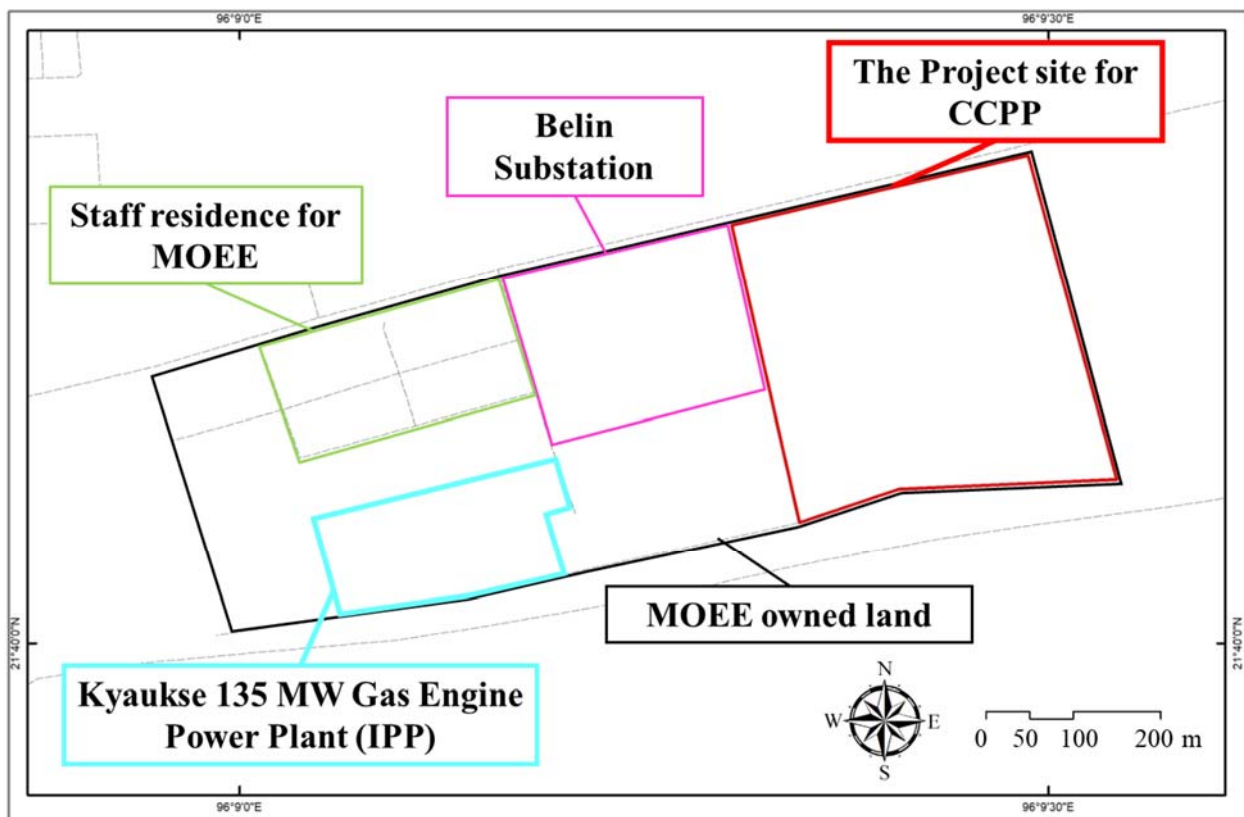 96°9'0"E
96°9'30"E
The Project site for
CCPP
Belin
Substation
Staff residence for
MOEE
MOEE owned land
21°40'0"N
21°40'0"N
Kyaukse 135 MW Gas Engine
Power Plant (IPP)
N
W
E
S
0 50 100 200 m
96°9'0"E
96°9'30"E